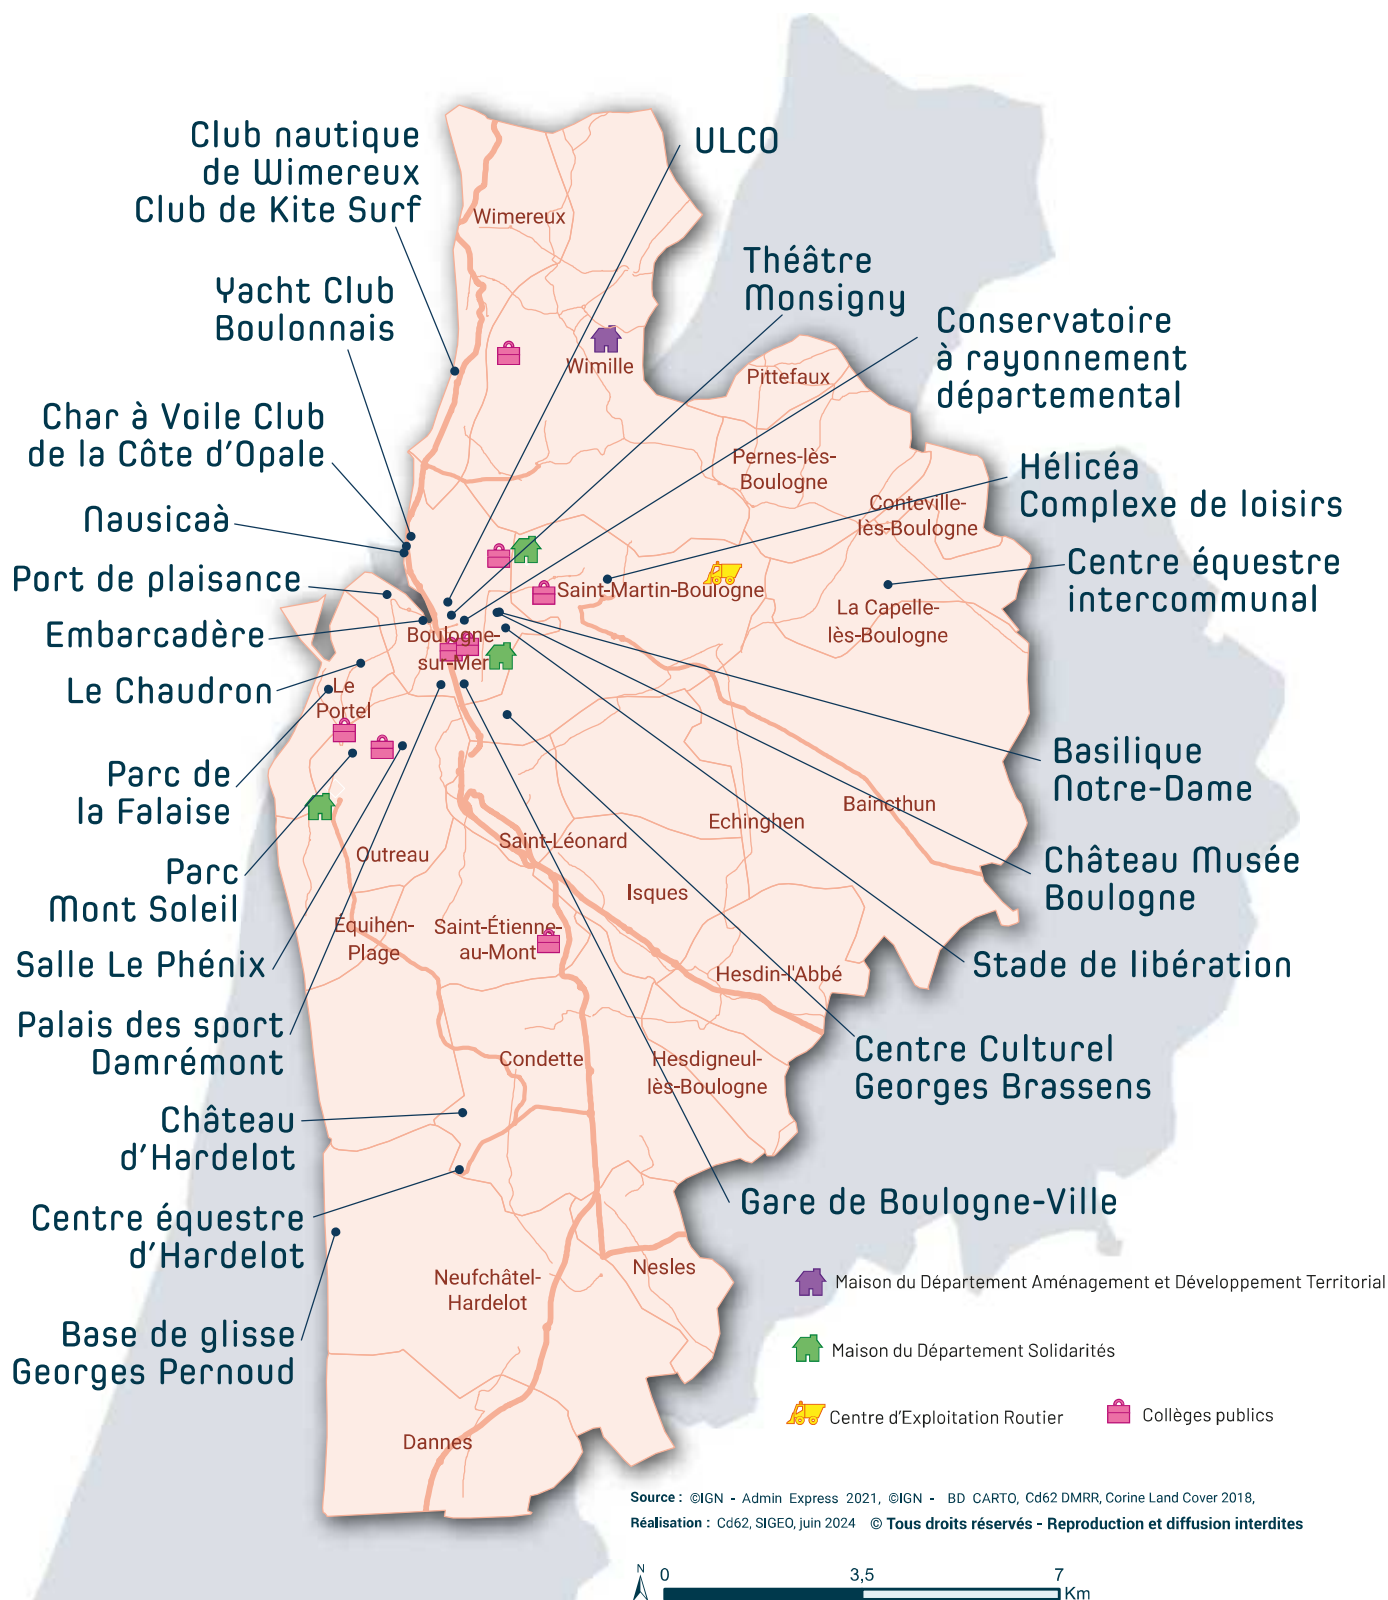 Club nautique
de Wimereux
Club de Kite Surf
ULCO
Wimereux
Théâtre
Monsigny
Yacht Club
Boulonnais
Conservatoire
à rayonnement
départemental
Wimille
Pittefaux
Char à Voile Club
de la Côte d'Opale
Pernes-lès-
Boulogne
Hélicéa
Complexe de loisirs
Conteville-
lès-Boulogne
Nausicaà
Centre équestre
intercommunal
Port de plaisance
Saint-Martin-Boulogne
La Capelle-
lès-Boulogne
Embarcadère
Boulogne-
sur-Mer
Le Chaudron
Le
Portel
Basilique
Notre-Dame
Parc de
la Falaise
Baincthun
Echinghen
Saint-Léonard
Outreau
Château Musée
Boulogne
Parc
Mont Soleil
Isques
Équihen-
Plage
Saint-Étienne-
au-Mont
Salle Le Phénix
Hesdin-l'Abbé
Stade de libération
Palais des sport
Damrémont
Condette
Hesdigneul-
lès-Boulogne
Centre Culturel
Georges Brassens
Château
d'Hardelot
Centre équestre
d'Hardelot
Gare de Boulogne-Ville
Nesles
Neufchâtel-
Hardelot
Maison du Département Aménagement et Développement Territorial
Base de glisse
Georges Pernoud
Maison du Département Solidarités
Centre d'Exploitation Routier
Collèges publics
Dannes
Source : ©IGN - Admin Express 2021, ©IGN - BD CARTO, Cd62 DMRR, Corine Land Cover 2018,
Réalisation : Cd62, SIGEO, juin 2024 © Tous droits réservés - Reproduction et diffusion interdites
N
0 3,5 7
Km